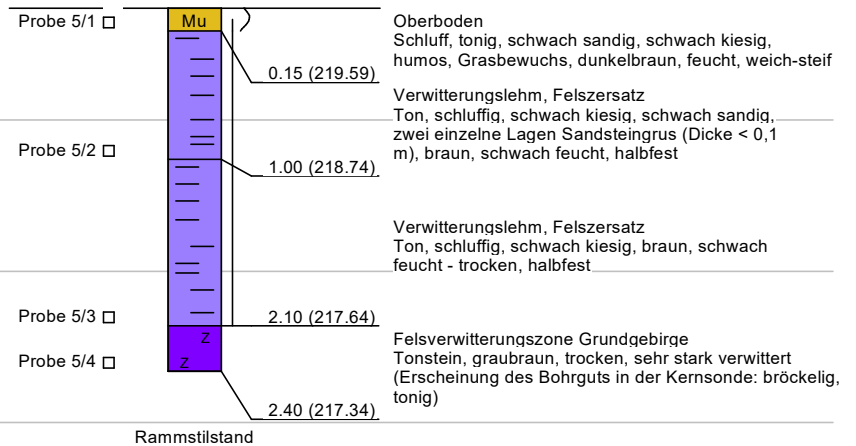 Probe 5/1
Mu
Oberboden
Schluff, tonig, schwach sandig, schwach kiesig,
humos, Grasbewuchs, dunkelbraun, feucht, weich-steif
0.15 (219.59)
Verwitterungslehm, Felszersatz
Ton, schluffig, schwach kiesig, schwach sandig,
zwei einzelne Lagen Sandsteingrus (Dicke < 0,1
m), braun, schwach feucht, halbfest
Probe 5/2
1.00 (218.74)
Verwitterungslehm, Felszersatz
Ton, schluffig, schwach kiesig, braun, schwach
feucht - trocken, halbfest
Probe 5/3
2.10 (217.64)
Z
Felsverwitterungszone Grundgebirge
Tonstein, graubraun, trocken, sehr stark verwittert
(Erscheinung des Bohrguts in der Kernsonde: bröckelig,
tonig)
Probe 5/4
Z
2.40 (217.34)
Rammstilstand